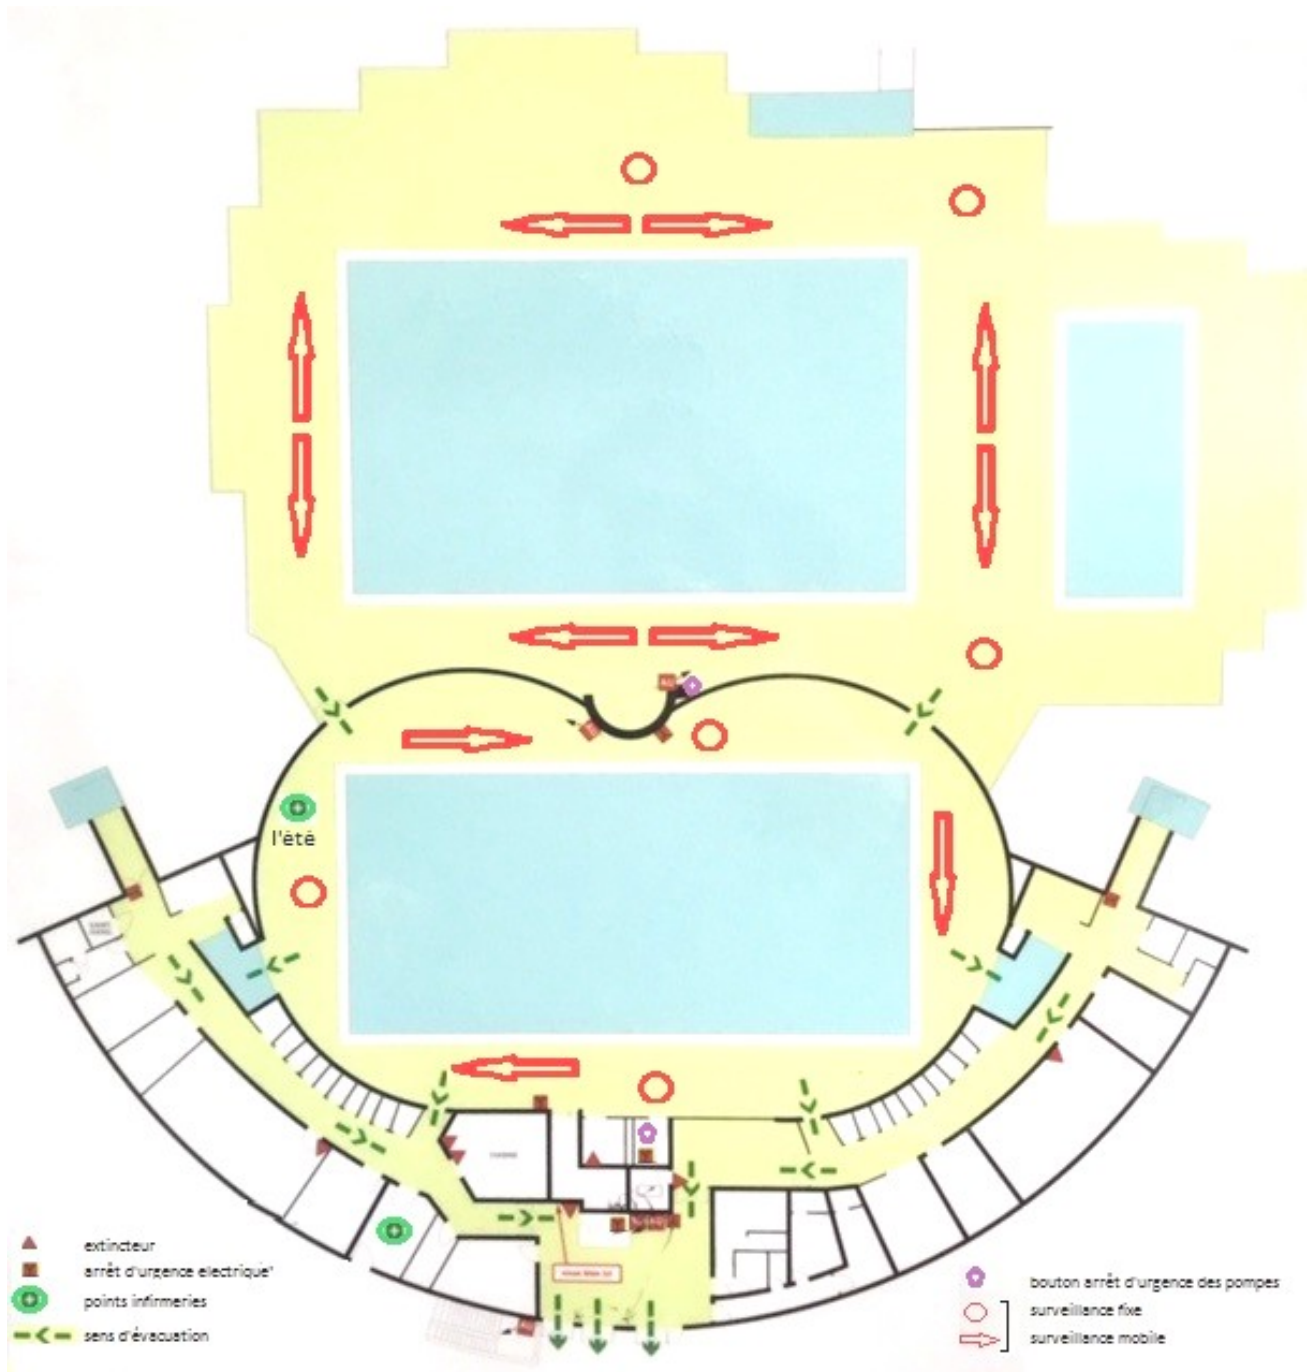 l'été
extincteur
arrêt d'urgence electrique"
points infirmeries
sens d'évacuation
bouton arrêt d'urgence des pompes
surveillance fixe
surveillance mobile